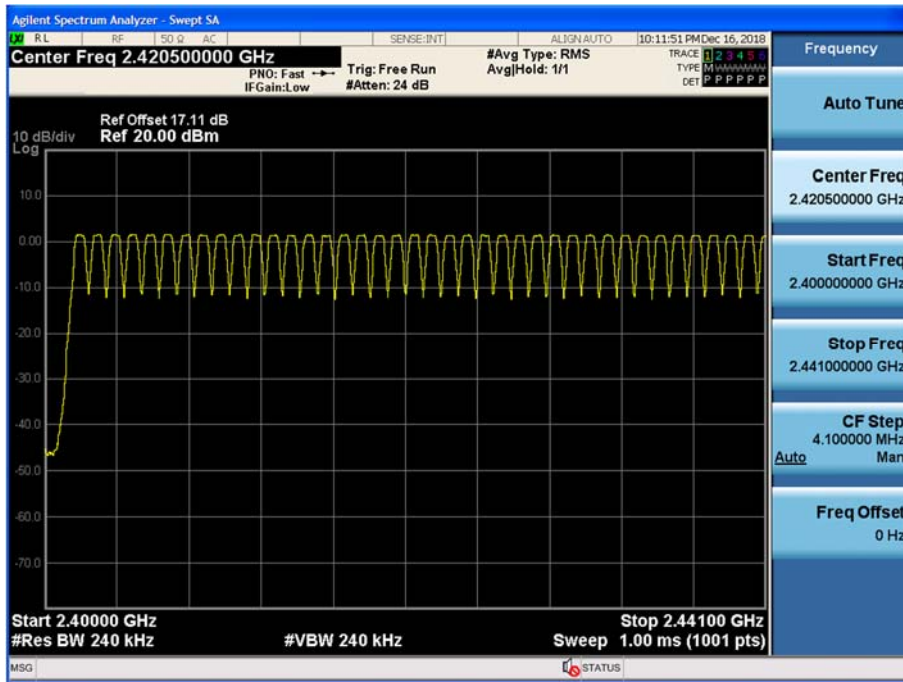 Agilent Spectrum Analyzer - Swept SA
LXI RL RF 50 Ω AC SENSE:INT ALIGN AUTO 10:11:51 PM Dec 16, 2018
Center Freq 2.420500000 GHz
PNO: Fast
IFGain:Low
Trig: Free Run
#Atten: 24 dB
#Avg Type: RMS
Avg|Hold: 1/1
TRACE 1 2 3 4 5 6
TYPE M WWWWW
DET P P P P P P
Ref Offset 17.11 dB
10 dB/div Ref 20.00 dBm
Log
10.0
0.00
-10.0
-20.0
-30.0
-40.0
-50.0
-60.0
-70.0
Start 2.40000 GHz Stop 2.44100 GHz
#Res BW 240 kHz #VBW 240 kHz Sweep 1.00 ms (1001 pts)
MSG STATUS
Frequency
Auto Tune
Center Freq
2.420500000 GHz
Start Freq
2.400000000 GHz
Stop Freq
2.441000000 GHz
CF Step
4.100000 MHz
Auto Man
Freq Offset
0 Hz